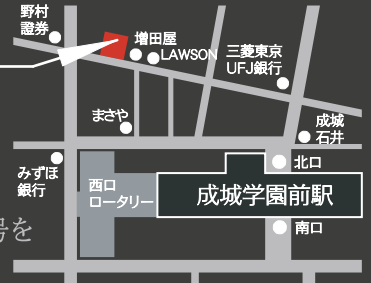 野村
證券
増田屋
LAWSON
三菱東京
UFJ銀行
まさや
成城
石井
みずほ
銀行
西口
ロータリー
北口
成城学園前駅
南口
号を